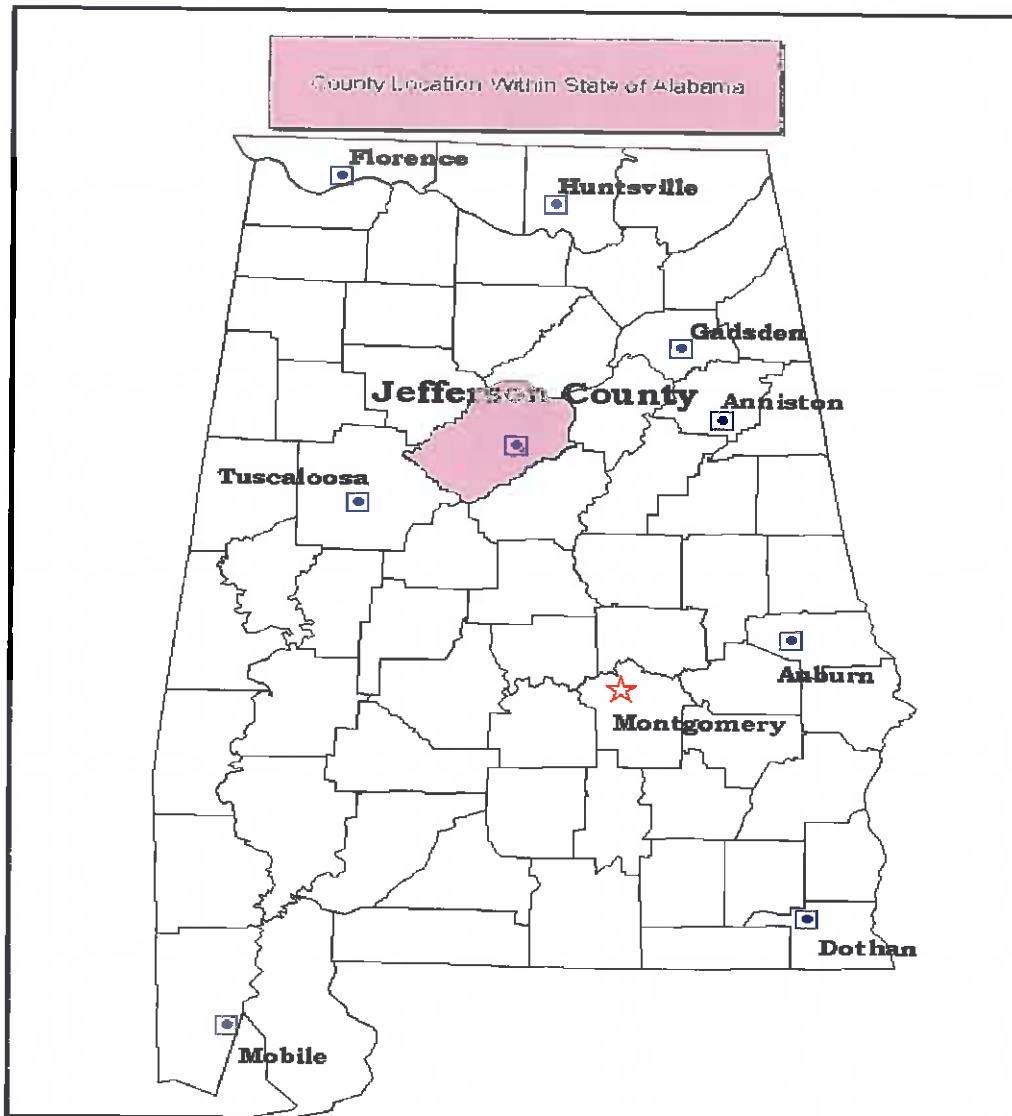 County Location Within State of Alabama
Florence
Huntsville
Gadsden
Jefferson County
Anniston
Tuscaloosa
Auburn
Montgomery
Dothan
Mobile